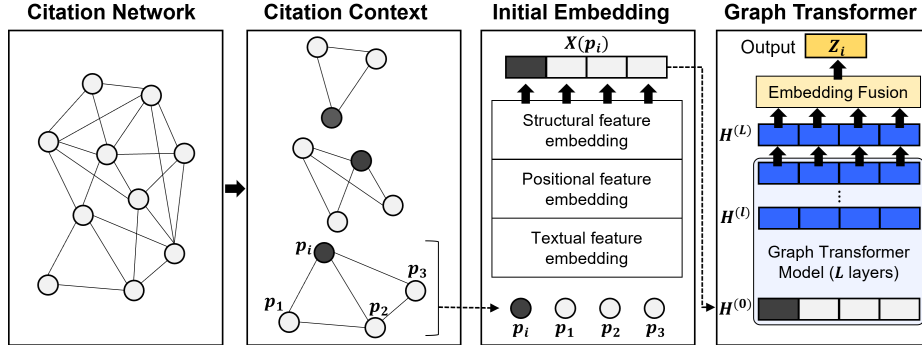 Citation Network
Citation Context
Initial Embedding
Graph Transformer
p_i
p_1
p_2
p_3
X(p_i)
Structural feature
embedding
Positional feature
embedding
Textual feature
embedding
p_i p_1 p_2 p_3
Output Z_i
Embedding Fusion
H^(L)
⋮
H^(l)
Graph Transformer
Model (L layers)
H^(0)